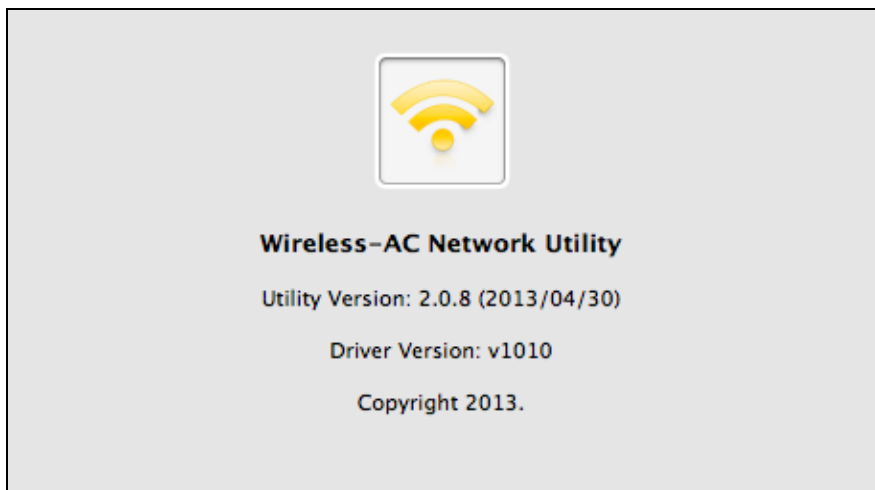 Wireless-AC Network Utility
Utility Version: 2.0.8 (2013/04/30)
Driver Version: v1010
Copyright 2013.